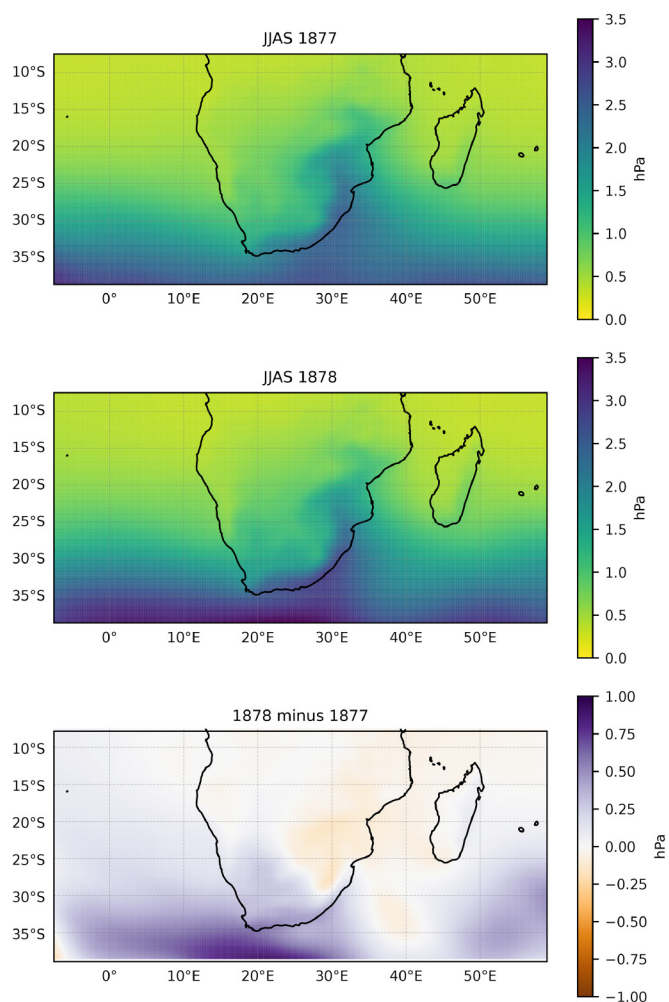 JJAS 1877
10°S
15°S
20°S
25°S
30°S
35°S
0°
10°E
20°E
30°E
40°E
50°E
3.5
3.0
2.5
2.0
1.5
1.0
0.5
0.0
hPa
JJAS 1878
10°S
15°S
20°S
25°S
30°S
35°S
0°
10°E
20°E
30°E
40°E
50°E
3.5
3.0
2.5
2.0
1.5
1.0
0.5
0.0
hPa
1878 minus 1877
10°S
15°S
20°S
25°S
30°S
35°S
0°
10°E
20°E
30°E
40°E
50°E
1.00
0.75
0.50
0.25
0.00
−0.25
−0.50
−0.75
−1.00
hPa